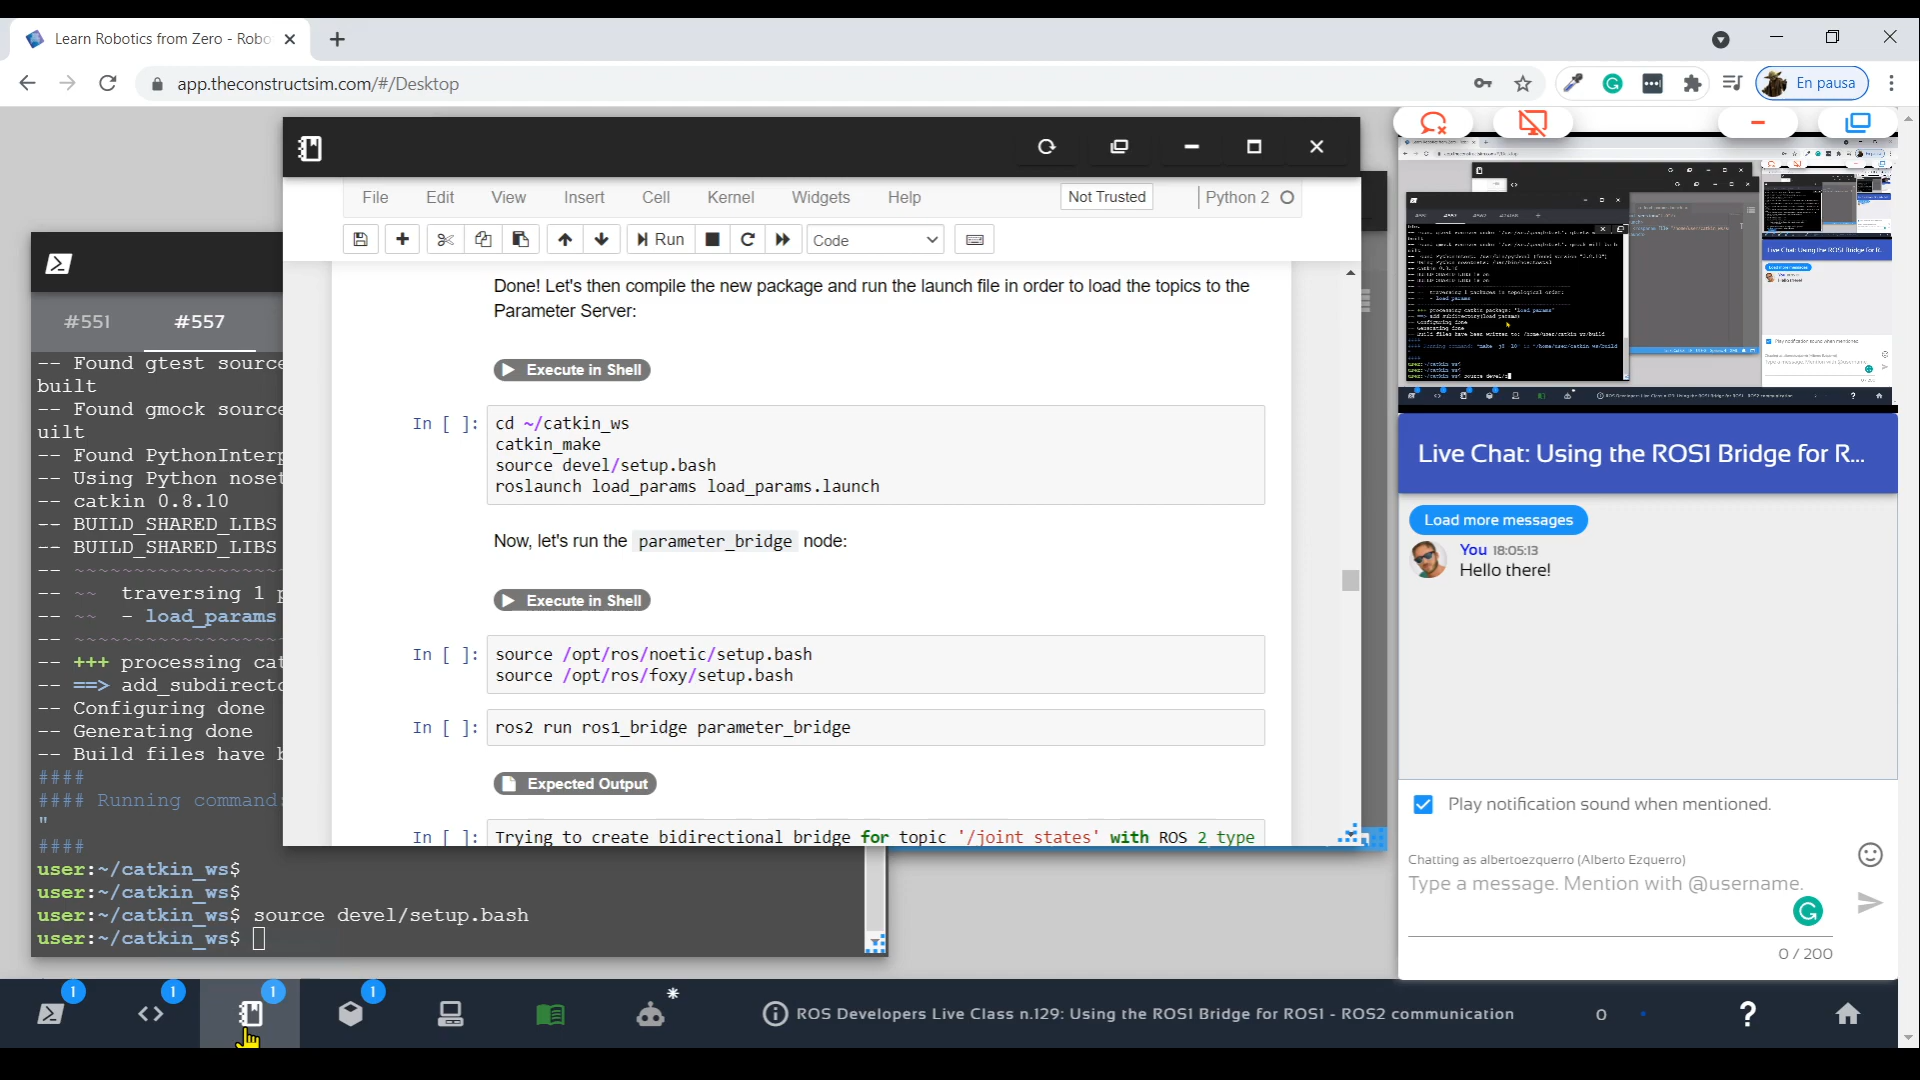 Learn Robotics from Zero - Robo
app.theconstructsim.com/#/Desktop
En pausa
File Edit View Insert Cell Kernel Widgets Help
Not Trusted
Python 2
Run
Code
Done! Let's then compile the new package and run the launch file in order to load the topics to the
Parameter Server:
Execute in Shell
In [ ]:
cd ~/catkin_ws
catkin_make
source devel/setup.bash
roslaunch load_params load_params.launch
Now, let's run the parameter_bridge node:
Execute in Shell
In [ ]:
source /opt/ros/noetic/setup.bash
source /opt/ros/foxy/setup.bash
In [ ]:
ros2 run ros1_bridge parameter_bridge
Expected Output
In [ ]:
Trying to create bidirectional bridge for topic '/joint_states' with ROS 2 type
#551 #557
-- Found gtest source
built
-- Found gmock source
uilt
-- Found PythonInterp
-- Using Python noset
-- catkin 0.8.10
-- BUILD_SHARED_LIBS
-- BUILD_SHARED_LIBS
-- ~~~~~~~~~~~~~~~~~
-- ~~  traversing 1 p
-- ~~  - load_params
-- ~~~~~~~~~~~~~~~~~
-- +++ processing cat
-- ==> add_subdirecto
-- Configuring done
-- Generating done
-- Build files have b
####
#### Running command:
"
####
user:~/catkin_ws$
user:~/catkin_ws$
user:~/catkin_ws$ source devel/setup.bash
user:~/catkin_ws$
Live Chat: Using the ROS1 Bridge for R...
Load more messages
You 18:05:13
Hello there!
Play notification sound when mentioned.
Chatting as albertoezquerro (Alberto Ezquerro)
Type a message. Mention with @username.
0 / 200
1
1
1
1
ROS Developers Live Class n.129: Using the ROS1 Bridge for ROS1 - ROS2 communication
0
?